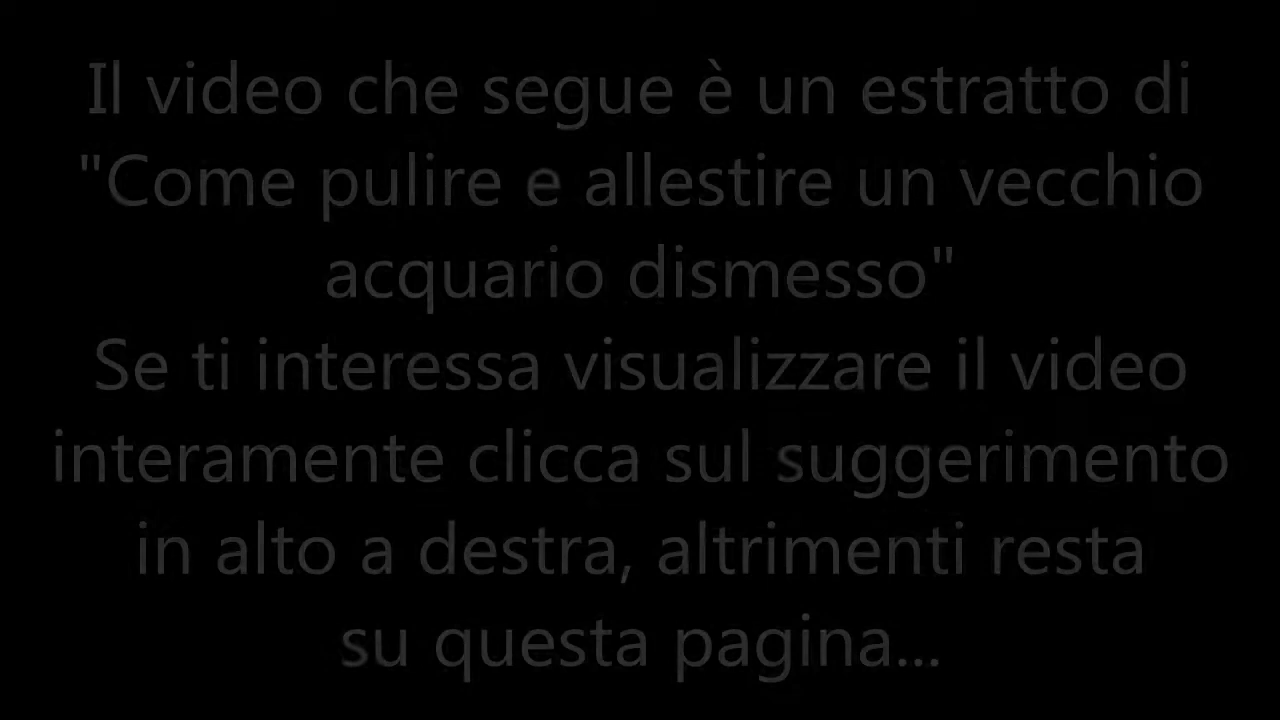 Il video che segue è un estratto di
"Come pulire e allestire un vecchio
acquario dismesso"
Se ti interessa visualizzare il video
interamente clicca sul suggerimento
in alto a destra, altrimenti resta
su questa pagina...